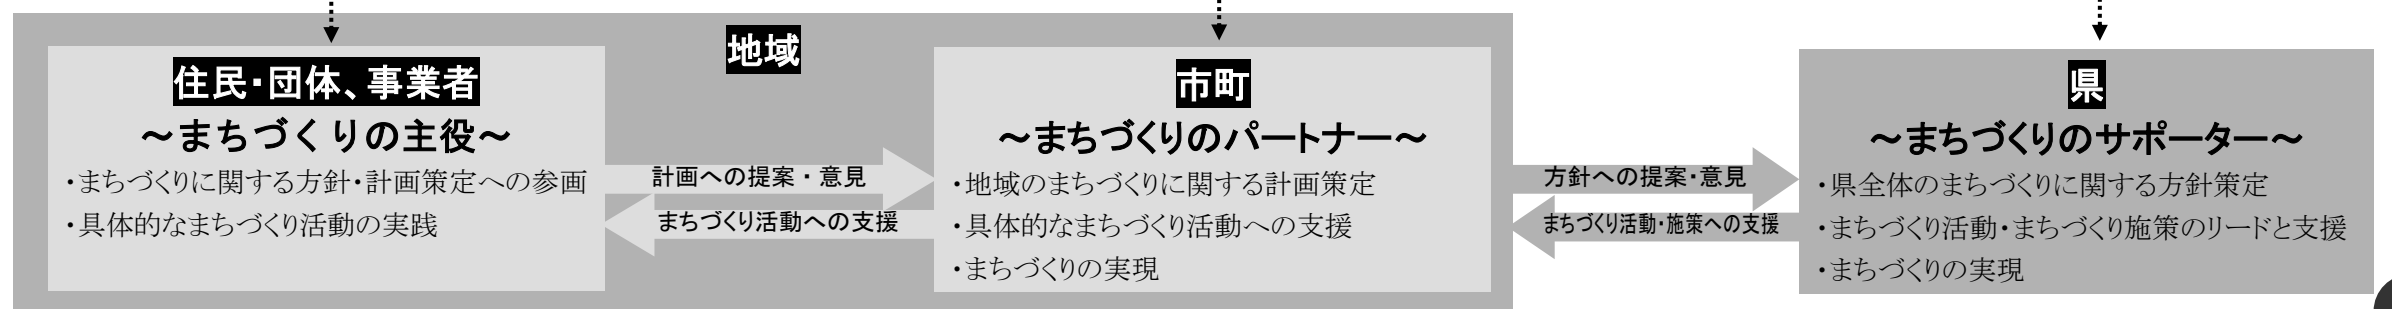 地域
住民・団体、事業者
～まちづくりの主役～
・まちづくりに関する方針・計画策定への参画
・具体的なまちづくり活動の実践
計画への提案・意見
まちづくり活動への支援
市町
～まちづくりのパートナー～
・地域のまちづくりに関する計画策定
・具体的なまちづくり活動への支援
・まちづくりの実現
方針への提案・意見
まちづくり活動・施策への支援
県
～まちづくりのサポーター～
・県全体のまちづくりに関する方針策定
・まちづくり活動・まちづくり施策のリードと支援
・まちづくりの実現